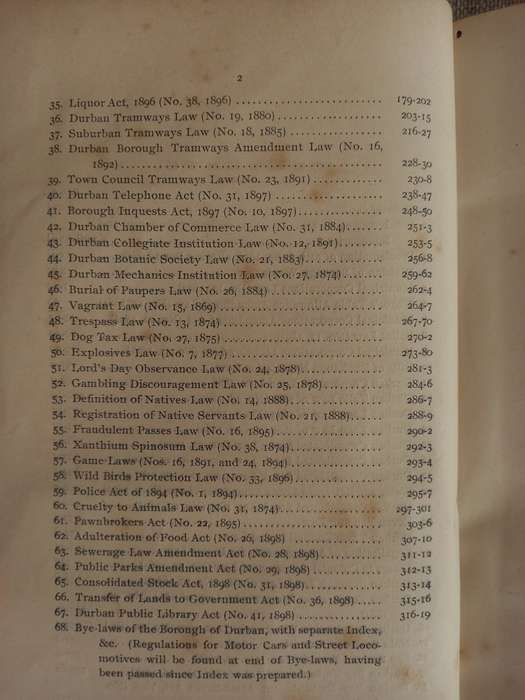 2
35. Liquor Act, 1896 (No. 38, 1896) .......................... 179-202
36. Durban Tramways Law (No. 19, 1880).................. 203-15
37. Suburban Tramways Law (No. 18, 1885) ................ 216-27
38. Durban Borough Tramways Amendment Law (No. 16,
1892)............................................. 228-30
39. Town Council Tramways Law (No. 23, 1891) ............ 230-8
40. Durban Telephone Act (No. 31, 1897) .................. 238-47
41. Borough Inquests Act, 1897 (No. 10, 1897).............. 248-50
42. Durban Chamber of Commerce Law (No. 31, 1884)...... 251-3
43. Durban Collegiate Institution Law (No. 12, 1891)....... 253-5
44. Durban Botanic Society Law (No. 21, 1883)............. 256-8
45. Durban Mechanics Institution Law (No. 27, 1874)....... 259-62
46. Burial of Paupers Law (No. 26, 1884) ................... 262-4
47. Vagrant Law (No. 15, 1869) ............................ 264-7
48. Trespass Law (No. 13, 1874) ........................... 267-70
49. Dog Tax Law (No. 27, 1875) ........................... 270-2
50. Explosives Law (No. 7, 1877) .......................... 273-80
51. Lord's Day Observance Law (No. 24, 1878).............. 281-3
52. Gambling Discouragement Law (No. 25, 1878).......... 284-6
53. Definition of Natives Law (No. 14, 1888)................ 286-7
54. Registration of Native Servants Law (No. 21, 1888)...... 288-9
55. Fraudulent Passes Law (No. 16, 1895) .................. 290-2
56. Xanthium Spinosum Law (No. 38, 1874)................ 292-3
57. Game Laws (Nos. 16, 1891, and 24, 1894) ................ 293-4
58. Wild Birds Protection Law (No. 33, 1896) ............... 294-5
59. Police Act of 1894 (No. 1, 1894)......................... 295-7
60. Cruelty to Animals Law (No. 31, 1874).................. 297-301
61. Pawnbrokers Act (No. 22, 1895)........................ 303-6
62. Adulteration of Food Act (No. 26, 1898) ................ 307-10
63. Sewerage Law Amendment Act (No. 28, 1898)........... 311-12
64. Public Parks Amendment Act (No. 29, 1898) ............ 312-13
65. Consolidated Stock Act, 1898 (No. 31, 1898)............. 313-14
66. Transfer of Lands to Government Act (No. 36, 1898) ..... 315-16
67. Durban Public Library Act (No. 41, 1898) ............... 316-19
68. Bye-laws of the Borough of Durban, with separate Index,
&c. (Regulations for Motor Cars and Street Loco-
motives will be found at end of Bye-laws, having
been passed since Index was prepared.)